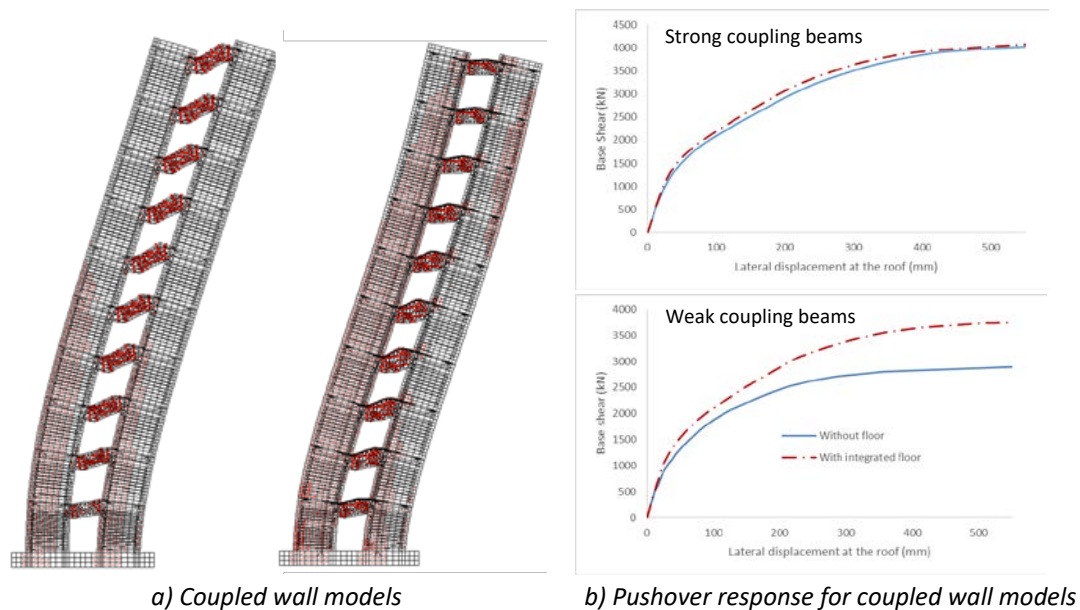 Strong coupling beams
Base Shear (kN)
4500
4000
3500
3000
2500
2000
1500
1000
500
0
0 100 200 300 400 500
Lateral displacement at the roof (mm)
Weak coupling beams
Base shear (kN)
4000
3500
3000
2500
2000
1500
1000
500
0
Without floor
With integrated floor
0 100 200 300 400 500
Lateral displacement at the roof (mm)
a) Coupled wall models
b) Pushover response for coupled wall models